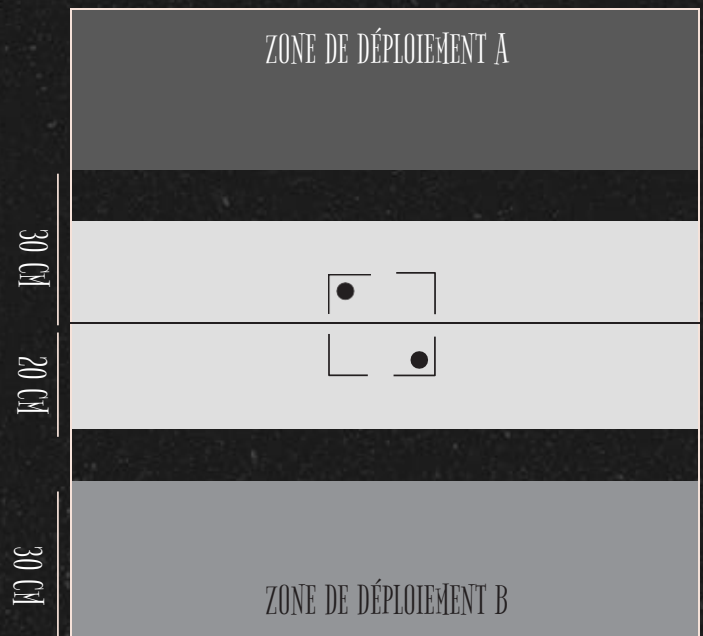 ZONE DE DÉPLOIEMENT A
30 CM
20 CM
30 CM
ZONE DE DÉPLOIEMENT B